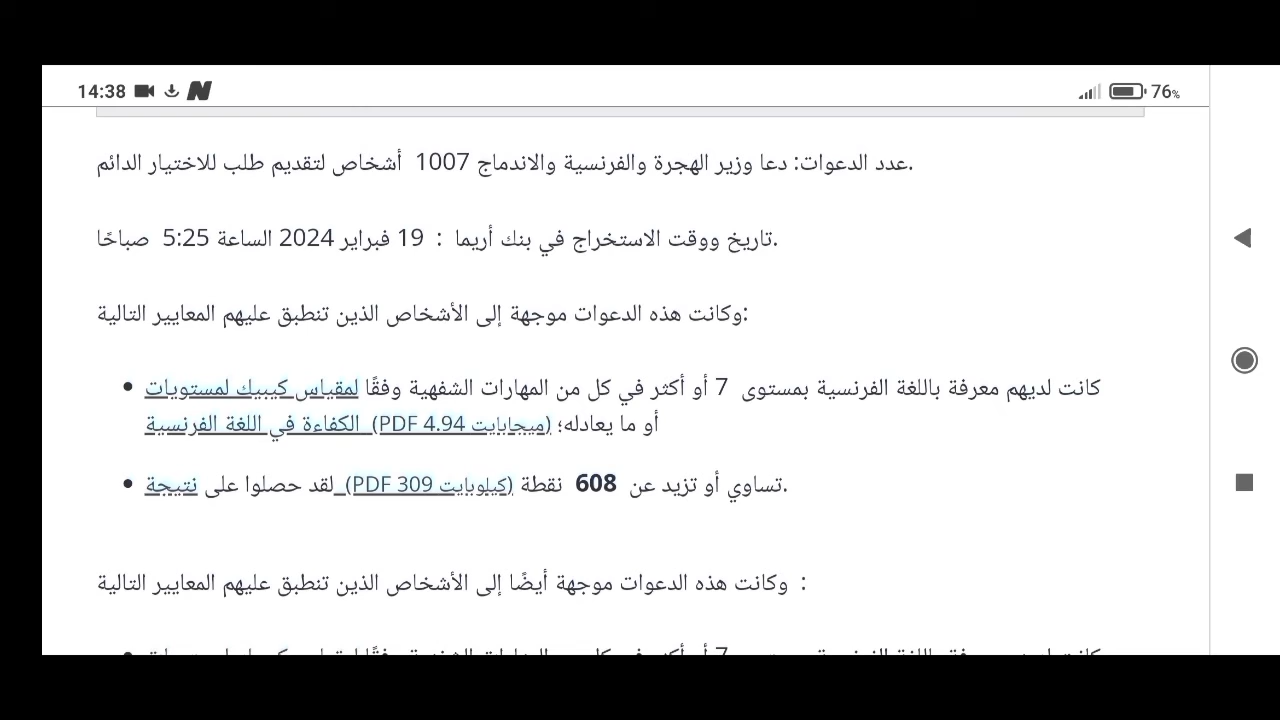 14:38
76%
عدد الدعوات: دعا وزير الهجرة والفرنسية والاندماج 1007 أشخاص لتقديم طلب للاختيار الدائم.
تاريخ ووقت الاستخراج في بنك أريما : 19 فبراير 2024 الساعة 5:25 صباحًا.
وكانت هذه الدعوات موجهة إلى الأشخاص الذين تنطبق عليهم المعايير التالية:
كانت لديهم معرفة باللغة الفرنسية بمستوى 7 أو أكثر في كل من المهارات الشفهية وفقًا لمقياس كيبيك لمستويات
الكفاءة في اللغة الفرنسية (PDF 4.94 ميجابايت) أو ما يعادله؛
لقد حصلوا على نتيجة (PDF 309 كيلوبايت) تساوي أو تزيد عن 608 نقطة.
وكانت هذه الدعوات موجهة أيضًا إلى الأشخاص الذين تنطبق عليهم المعايير التالية :